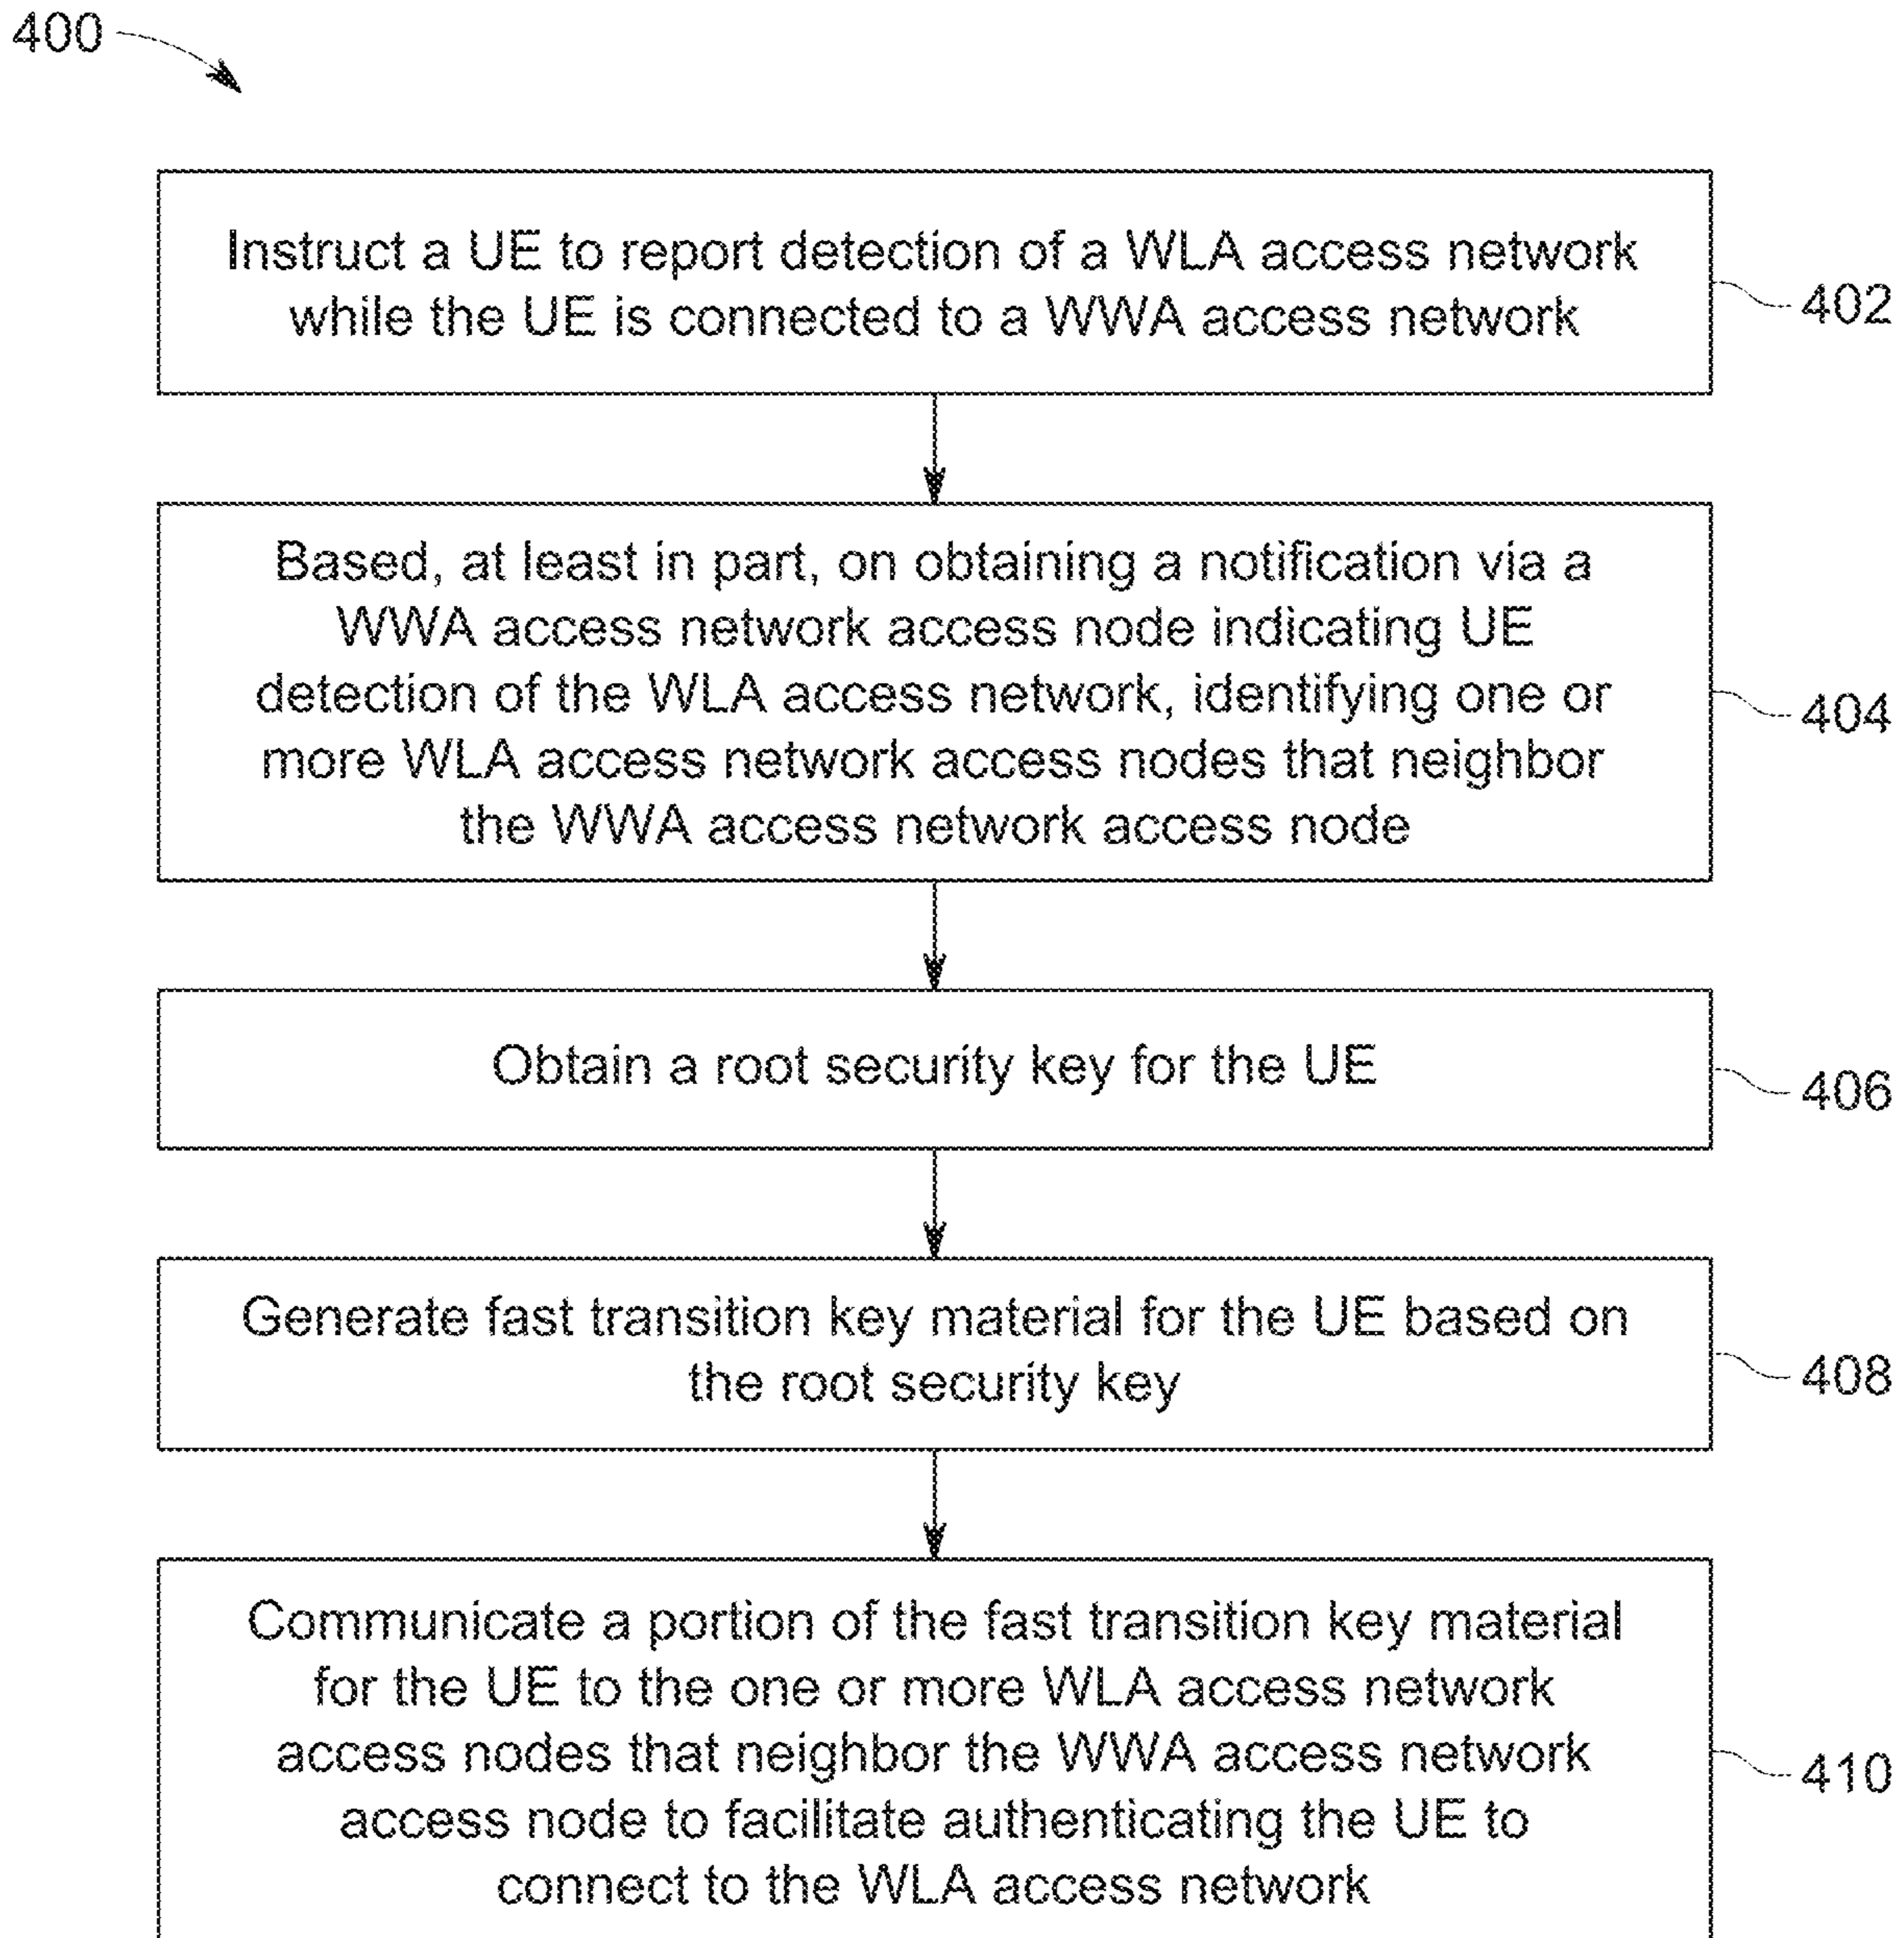 400
Instruct a UE to report detection of a WLA access network
while the UE is connected to a WWA access network
402
Based, at least in part, on obtaining a notification via a
WWA access network access node indicating UE
detection of the WLA access network, identifying one or
more WLA access network access nodes that neighbor
the WWA access network access node
404
Obtain a root security key for the UE
406
Generate fast transition key material for the UE based on
the root security key
408
Communicate a portion of the fast transition key material
for the UE to the one or more WLA access network
access nodes that neighbor the WWA access network
access node to facilitate authenticating the UE to
connect to the WLA access network
410